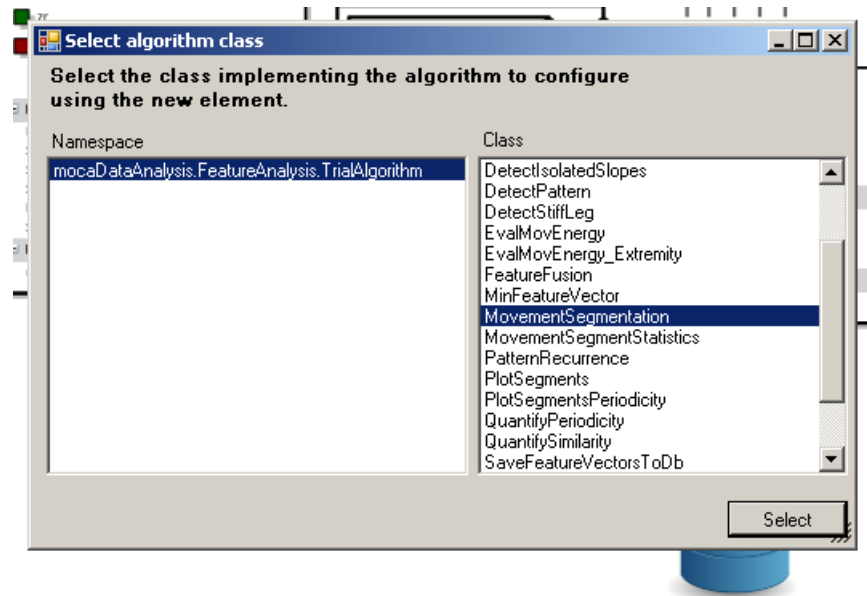 Select algorithm class
Select the class implementing the algorithm to configure
using the new element.
Namespace
mocaDataAnalysis.FeatureAnalysis.TrialAlgorithm
Class
DetectIsolatedSlopes
DetectPattern
DetectStiffLeg
EvalMovEnergy
EvalMovEnergy_Extremity
FeatureFusion
MinFeatureVector
MovementSegmentation
MovementSegmentStatistics
PatternRecurrence
PlotSegments
PlotSegmentsPeriodicity
QuantifyPeriodicity
QuantifySimilarity
SaveFeatureVectorsToDb
Select